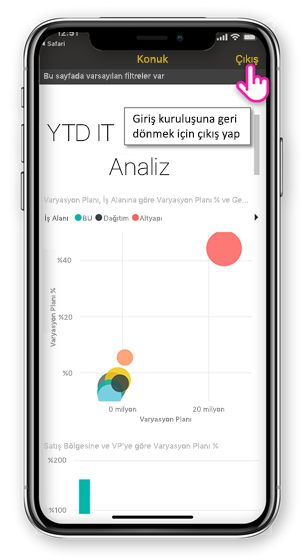 12:51
Safari
Konuk
Çıkış
Bu sayfada varsayılan filtreler var
Giriş kuruluşuna geri
dönmek için çıkış yap
YTD IT
Analiz
Varyasyon Planı, İş Alanına göre Varyasyon Planı % ve Ge...
İş Alanı BU Dağıtım Altyapı
%40
%0
Varyasyon Planı %
0 milyon 20 milyon
Varyasyon Planı
Satış Bölgesine ve VP'ye göre Varyasyon Planı %
%200
%100